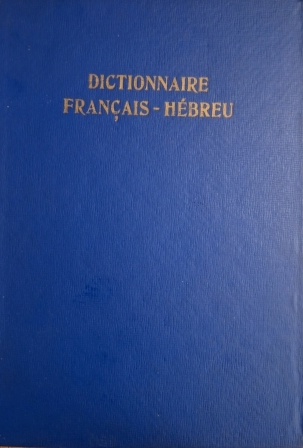 DICTIONNAIRE
FRANÇAIS - HÉBREU